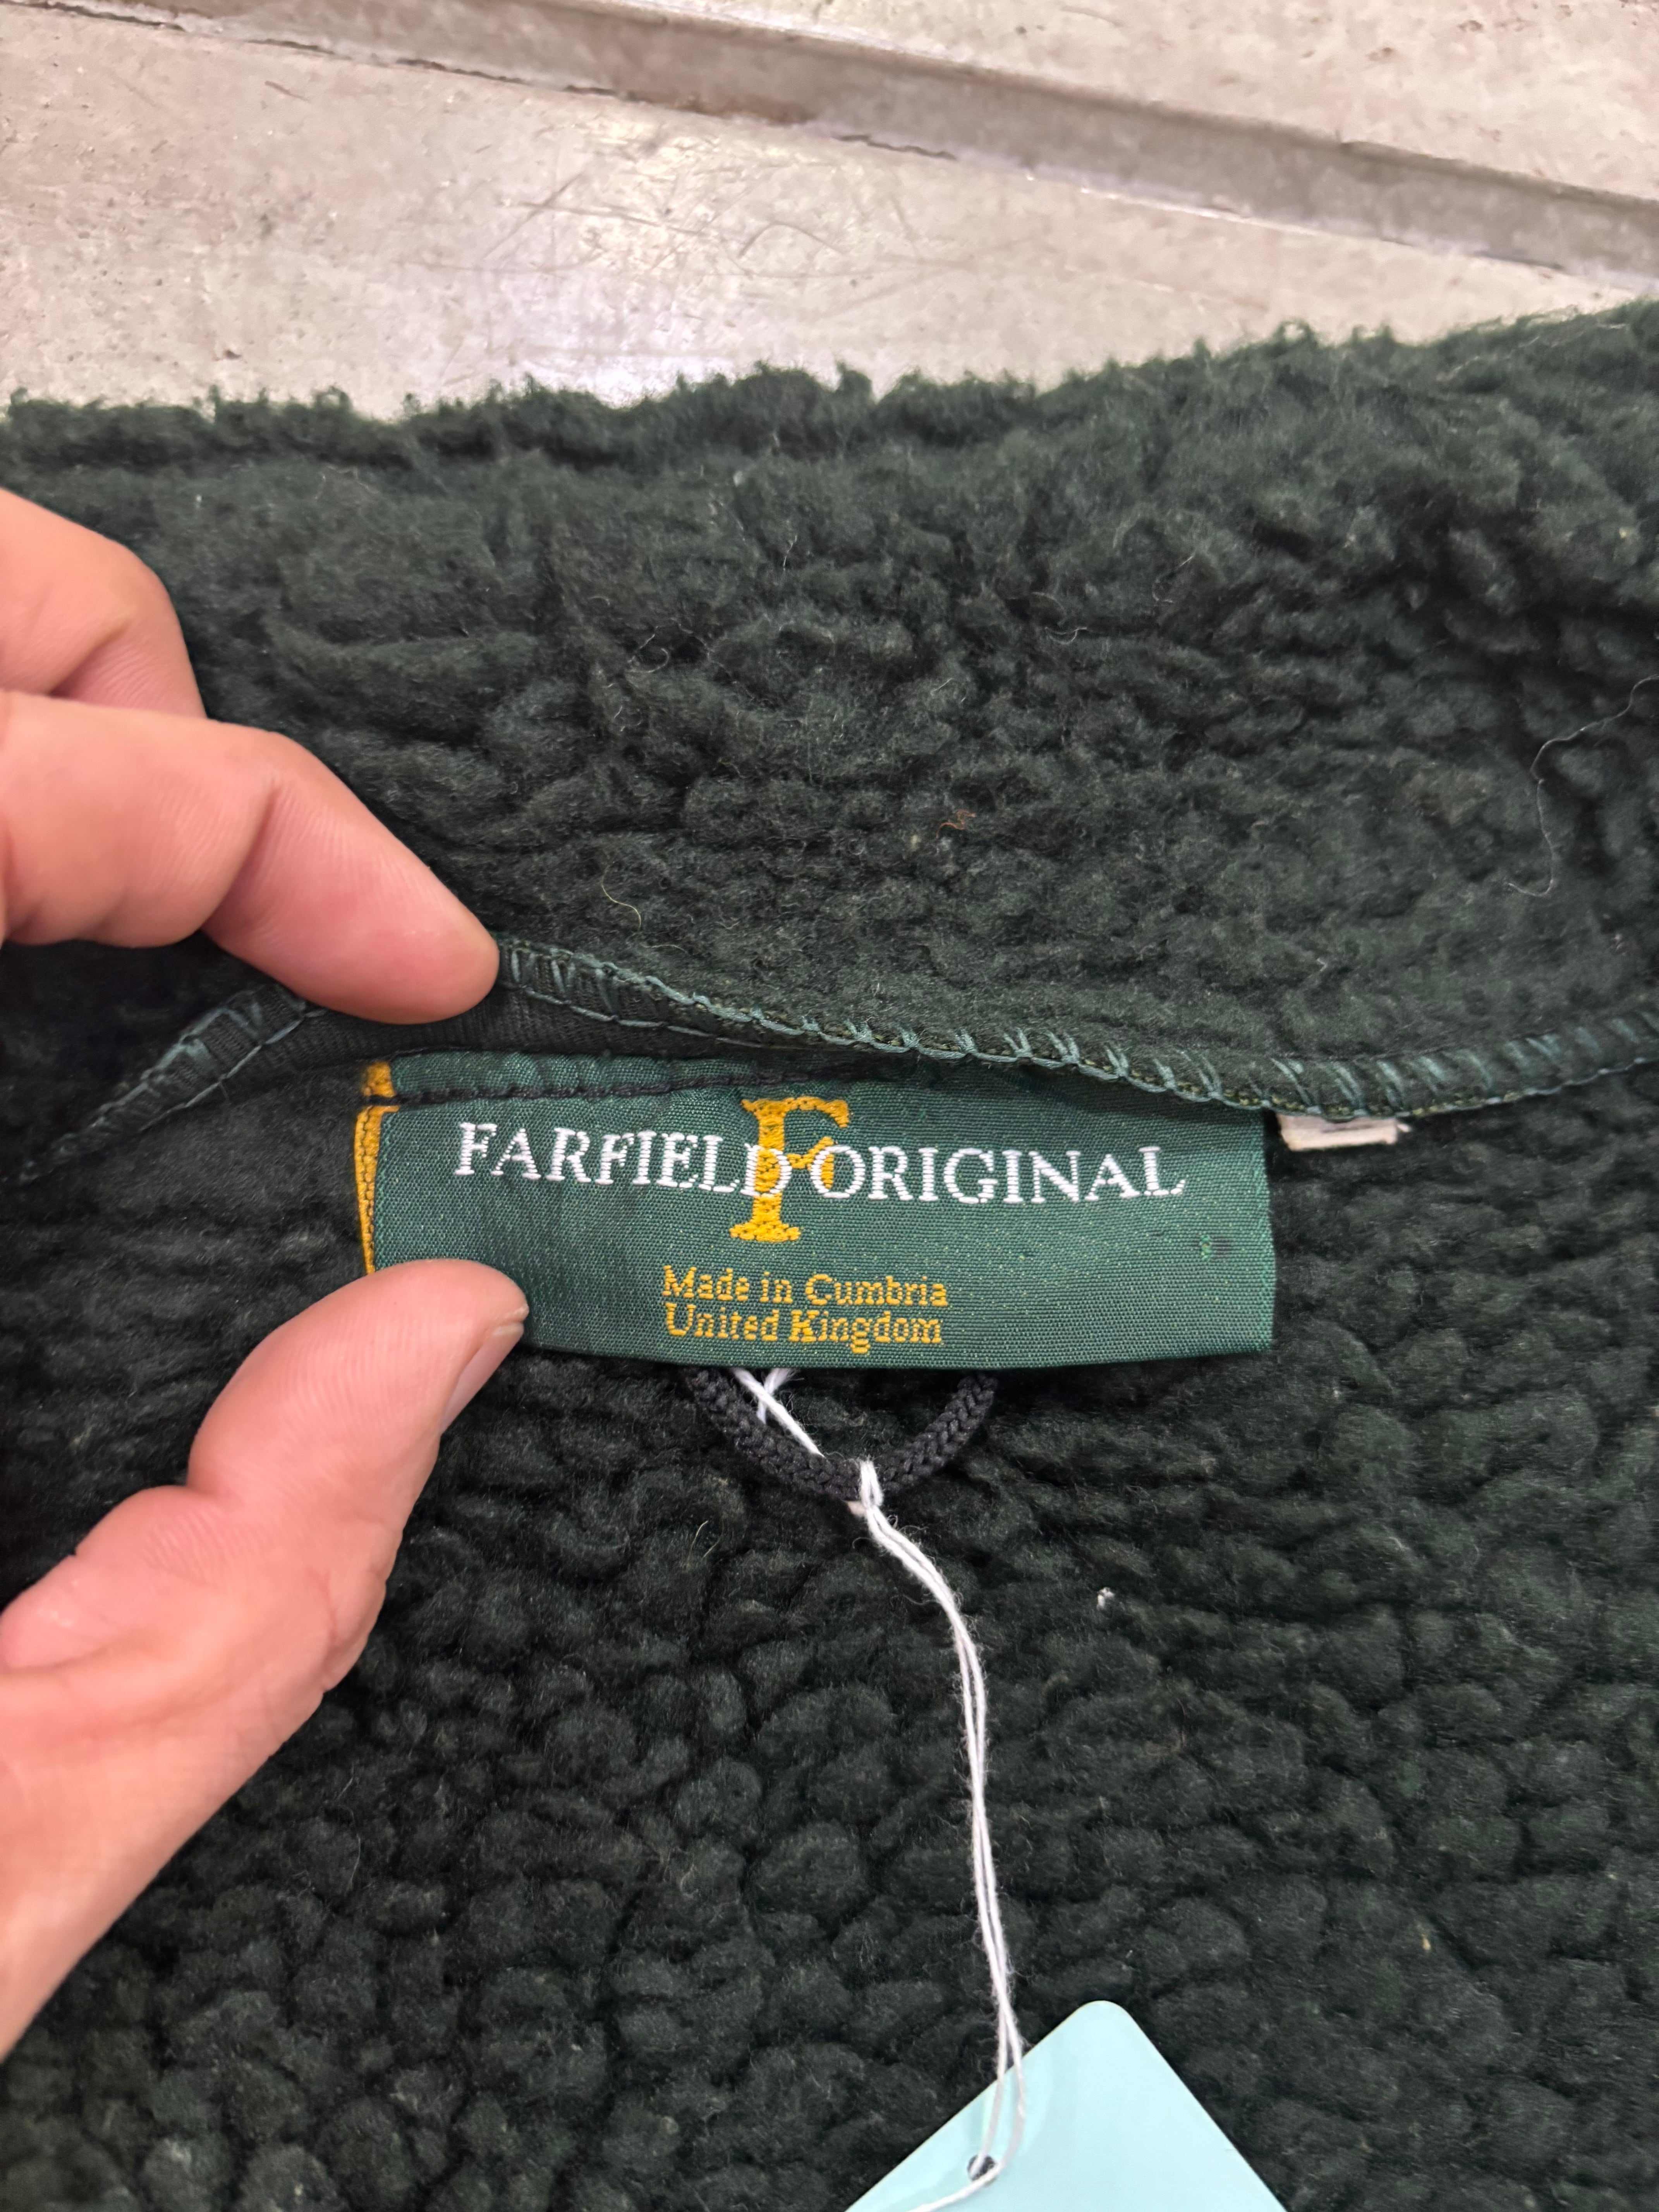 F
FARFIELD ORIGINAL
Made in Cumbria
United Kingdom